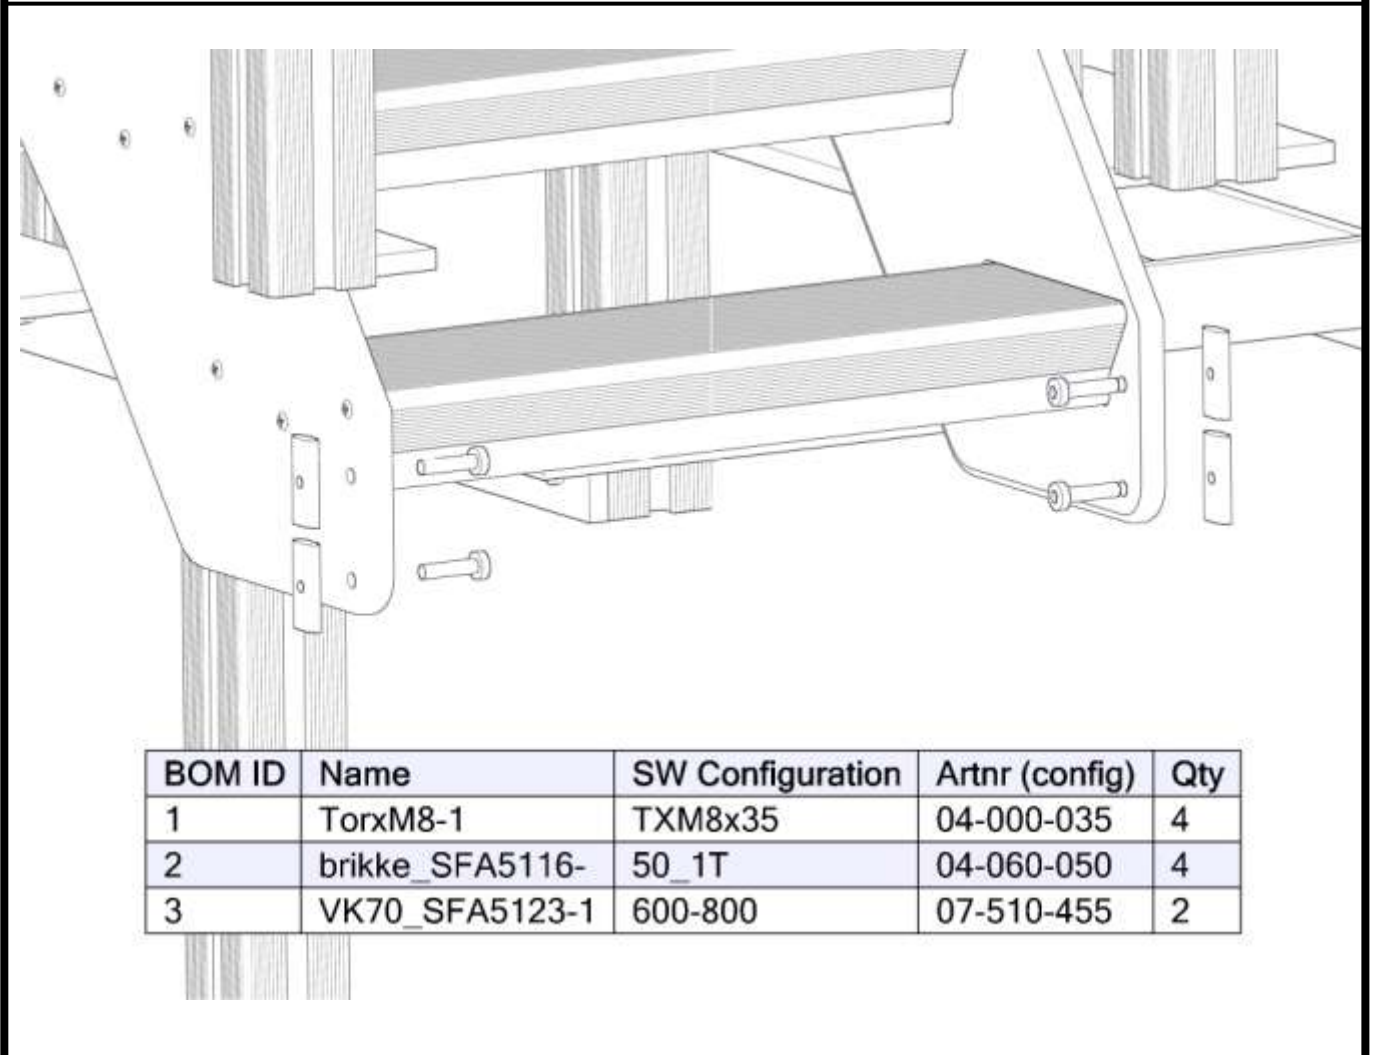 BOM ID Name SW Configuration Artnr (config) Qty
1 TorxM8-1 TXM8x35 04-000-035 4
2 brikke_SFA5116- 50_1T 04-060-050 4
3 VK70_SFA5123-1 600-800 07-510-455 2